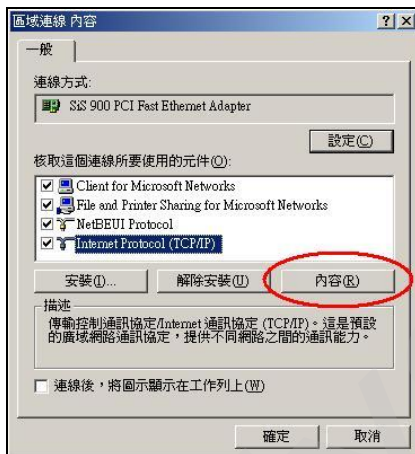 區域連線 內容
一般
連線方式:
SiS 900 PCI Fast Ethernet Adapter
設定(C)
核取這個連線所要使用的元件(O):
Client for Microsoft Networks
File and Printer Sharing for Microsoft Networks
NetBEUI Protocol
Internet Protocol (TCP/IP)
安裝(I)... 解除安裝(U) 內容(R)
描述
傳輸控制通訊協定/Internet 通訊協定 (TCP/IP)。這是預設
的廣域網路通訊協定,提供不同網路之間的通訊能力。
連線後,將圖示顯示在工作列上(W)
確定 取消